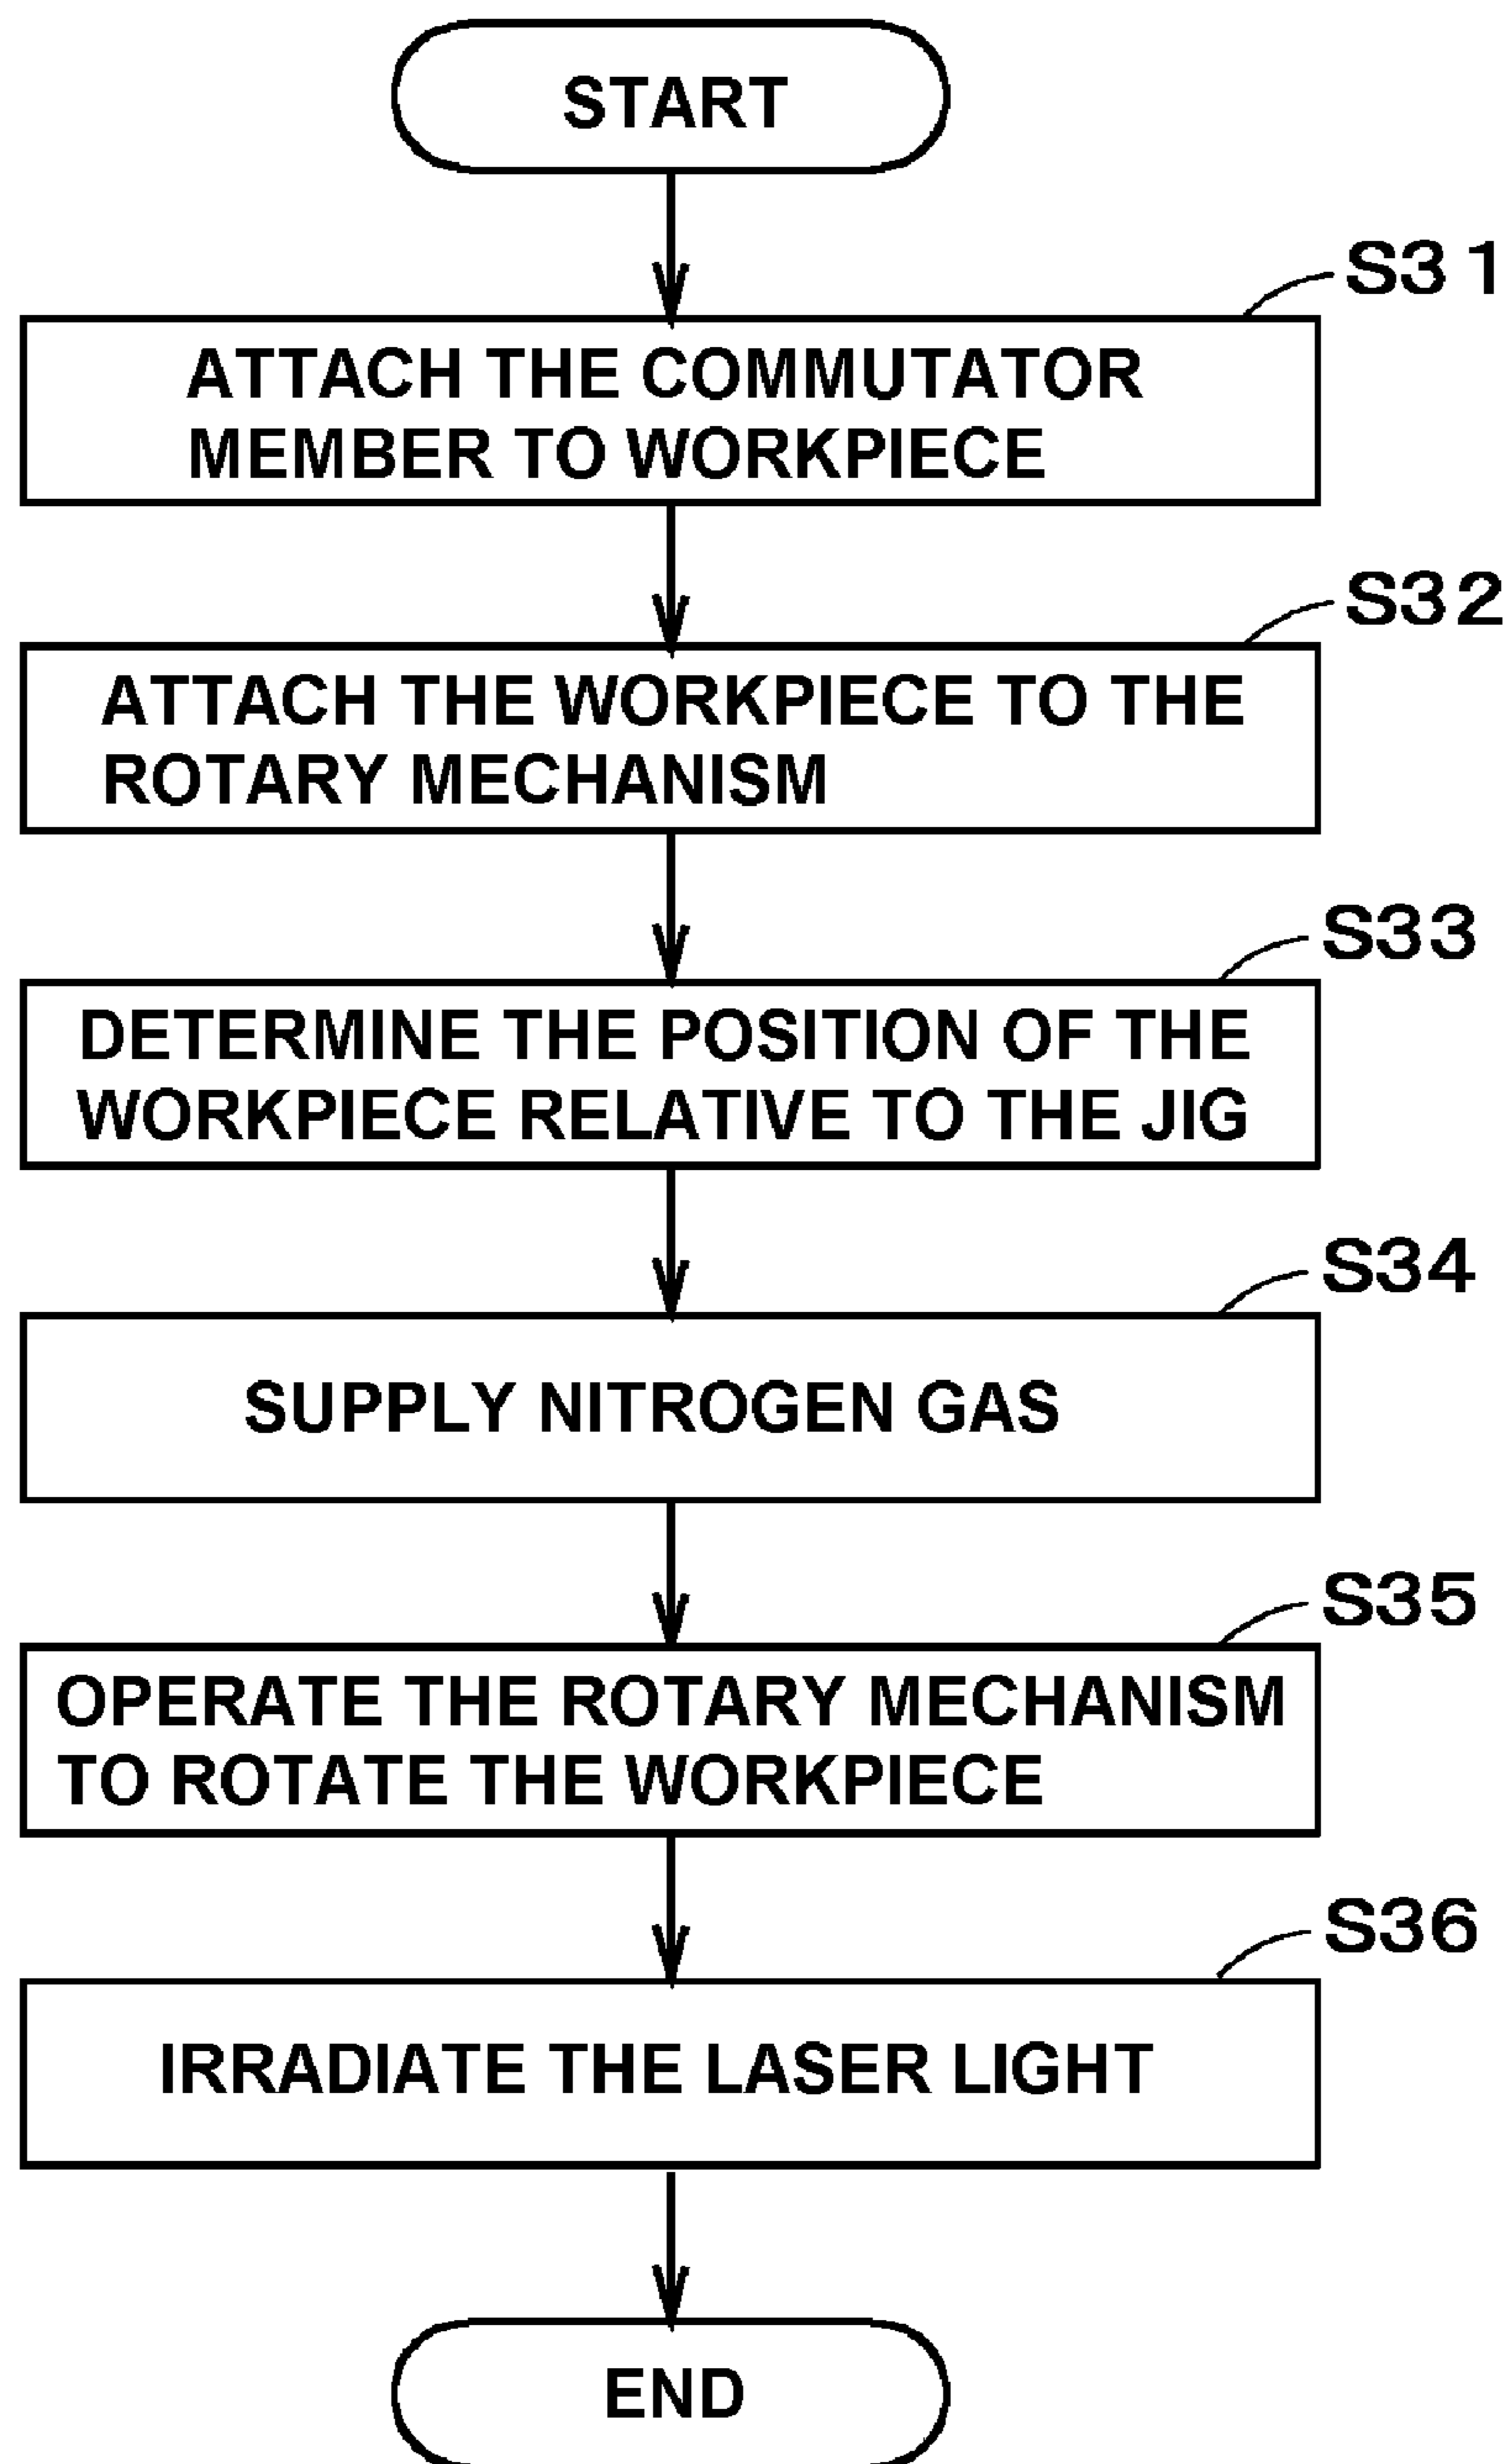 START
S31
ATTACH THE COMMUTATOR
MEMBER TO WORKPIECE
S32
ATTACH THE WORKPIECE TO THE
ROTARY MECHANISM
S33
DETERMINE THE POSITION OF THE
WORKPIECE RELATIVE TO THE JIG
S34
SUPPLY NITROGEN GAS
S35
OPERATE THE ROTARY MECHANISM
TO ROTATE THE WORKPIECE
S36
IRRADIATE THE LASER LIGHT
END